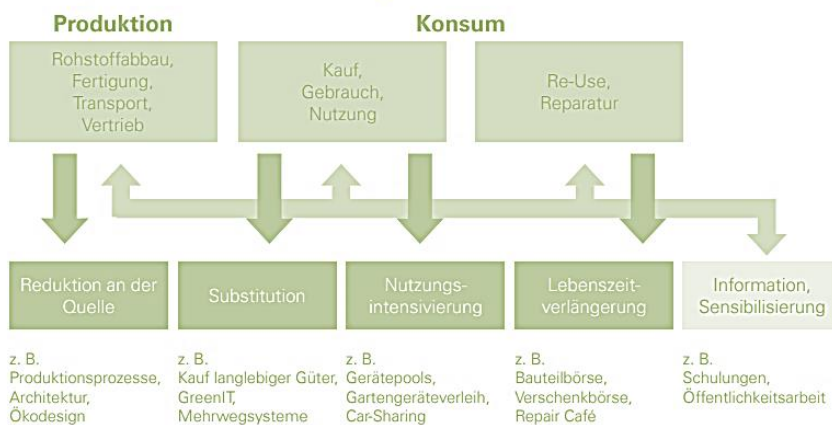 Produktion
Konsum
Rohstoffabbau,
Fertigung,
Transport,
Vertrieb
Kauf,
Gebrauch,
Nutzung
Re-Use,
Reparatur
Reduktion an der
Quelle
Substitution
Nutzungs-
intensivierung
Lebenszeit-
verlängerung
Information,
Sensibilisierung
z. B.
Produktionsprozesse,
Architektur,
Ökodesign
z. B.
Kauf langlebiger Güter,
GreenIT,
Mehrwegsysteme
z. B.
Gerätepools,
Gartengeräteverleih,
Car-Sharing
z. B.
Bauteilbörse,
Verschenkbörse,
Repair Café
z. B.
Schulungen,
Öffentlichkeitsarbeit